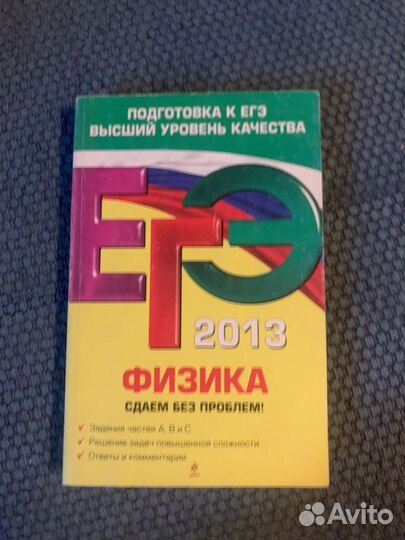 ПОДГОТОВКА К ЕГЭ
ВЫСШИЙ УРОВЕНЬ КАЧЕСТВА
ЕГЭ
2013
ФИЗИКА
СДАЕМ БЕЗ ПРОБЛЕМ!
Задания частей А, В и С
Решение задач повышенной сложности
Ответы и комментарии
Avito